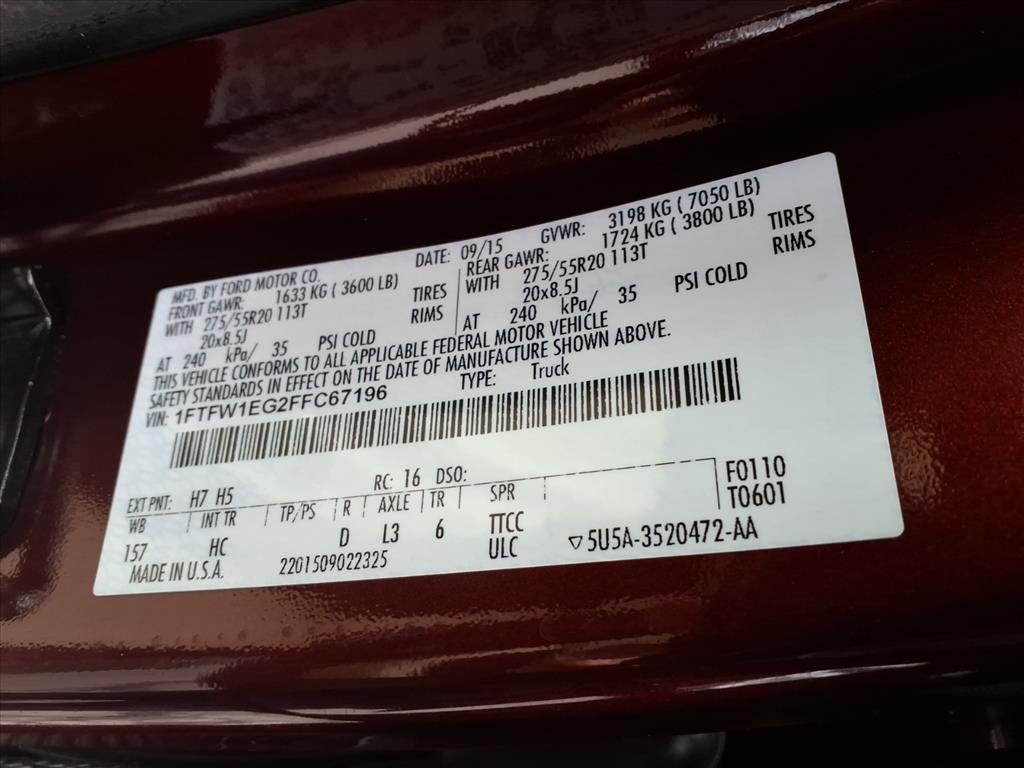 MFD. BY FORD MOTOR CO. DATE: 09/15 GVWR: 3198 KG ( 7050 LB)
FRONT GAWR: 1633 KG ( 3600 LB) REAR GAWR: 1724 KG ( 3800 LB)
WITH 275/55R20 113T TIRES WITH 275/55R20 113T TIRES
20x8.5J RIMS 20x8.5J RIMS
AT 240 kPa/ 35 PSI COLD AT 240 kPa/ 35 PSI COLD
THIS VEHICLE CONFORMS TO ALL APPLICABLE FEDERAL MOTOR VEHICLE
SAFETY STANDARDS IN EFFECT ON THE DATE OF MANUFACTURE SHOWN ABOVE.
VIN: 1FTFW1EG2FFC67196 TYPE: Truck
EXT PNT: H7 H5 RC: 16 DSO: F0110
WB INT TR TP/PS R AXLE TR SPR T0601
157 HC D L3 6 TTCC
MADE IN U.S.A. 2201509022325 ULC ▽5U5A-3520472-AA